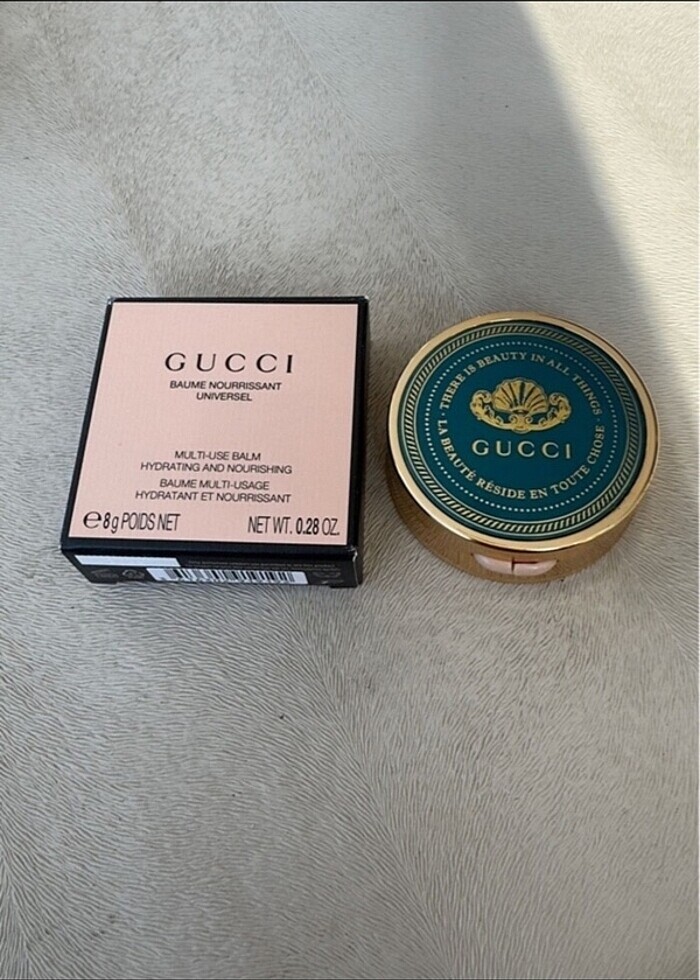 GUCCI
BAUME NOURRISSANT
UNIVERSEL
MULTI-USE BALM
HYDRATING AND NOURISHING
BAUME MULTI-USAGE
HYDRATANT ET NOURRISSANT
℮8g POIDS NET NET WT. 0.28 OZ.
· THERE IS BEAUTY IN ALL THINGS ·
GUCCI
LA BEAUTÉ RÉSIDE EN TOUTE CHOSE